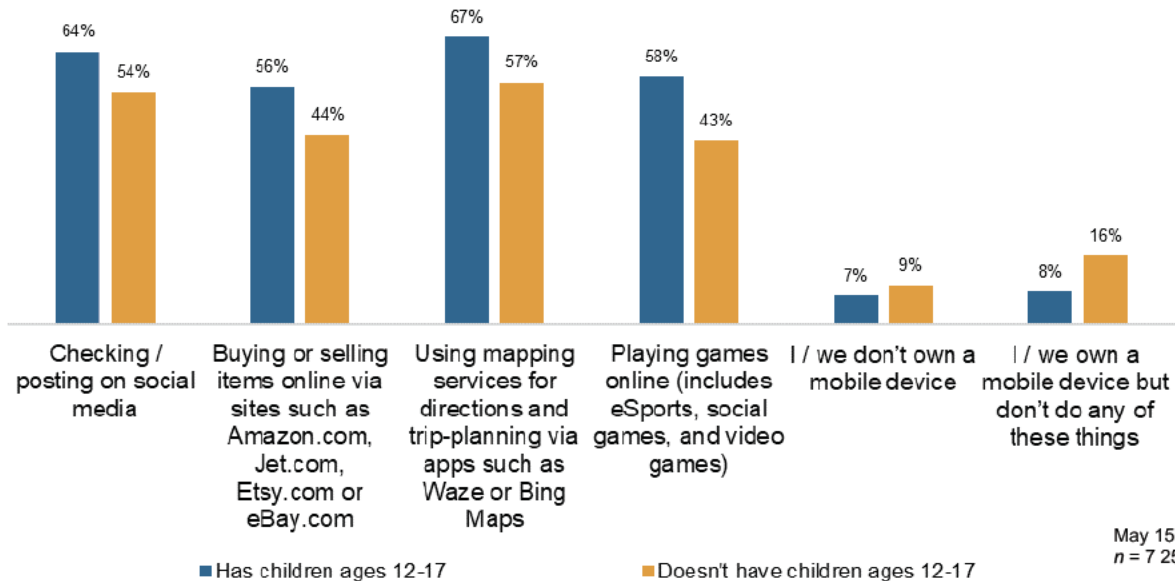 64%
54%
56%
44%
67%
57%
58%
43%
7%
9%
8%
16%
Checking /
posting on social
media
Buying or selling
items online via
sites such as
Amazon.com,
Jet.com,
Etsy.com or
eBay.com
Using mapping
services for
directions and
trip-planning via
apps such as
Waze or Bing
Maps
Playing games
online (includes
eSports, social
games, and video
games)
I / we don't own a
mobile device
I / we own a
mobile device but
don't do any of
these things
Has children ages 12-17
Doesn't have children ages 12-17
May 15
n = 7 25